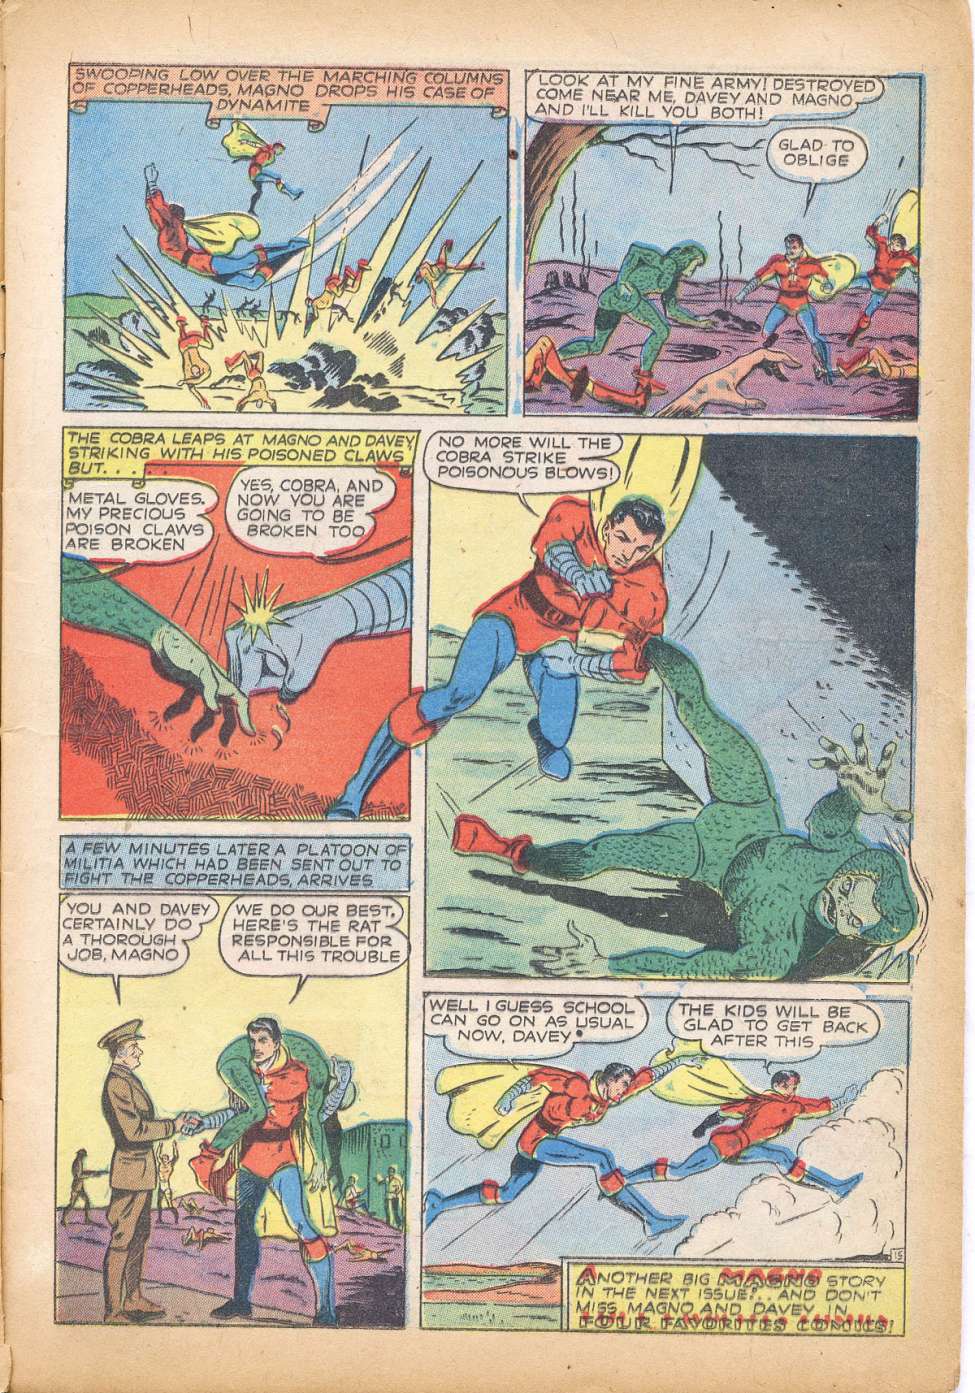 SWOOPING LOW OVER THE MARCHING COLUMNS
OF COPPERHEADS, MAGNO DROPS HIS CASE OF
DYNAMITE
LOOK AT MY FINE ARMY! DESTROYED
COME NEAR ME, DAVEY AND MAGNO,
AND I'LL KILL YOU BOTH!
GLAD TO
OBLIGE
THE COBRA LEAPS AT MAGNO AND DAVEY
STRIKING WITH HIS POISONED CLAWS
BUT.....
METAL GLOVES.
MY PRECIOUS
POISON CLAWS
ARE BROKEN
YES, COBRA, AND
NOW YOU ARE
GOING TO BE
BROKEN TOO
NO MORE WILL THE
COBRA STRIKE
POISONOUS BLOWS!
A FEW MINUTES LATER A PLATOON OF
MILITIA WHICH HAD BEEN SENT OUT TO
FIGHT THE COPPERHEADS, ARRIVES
YOU AND DAVEY
CERTAINLY DO
A THOROUGH
JOB, MAGNO
WE DO OUR BEST.
HERE'S THE RAT
RESPONSIBLE FOR
ALL THIS TROUBLE
WELL I GUESS SCHOOL
CAN GO ON AS USUAL
NOW, DAVEY!
THE KIDS WILL BE
GLAD TO GET BACK
AFTER THIS
15
ANOTHER BIG MAGNO STORY
IN THE NEXT ISSUE!..AND DON'T
MISS MAGNO AND DAVEY IN
FOUR FAVORITES COMICS!